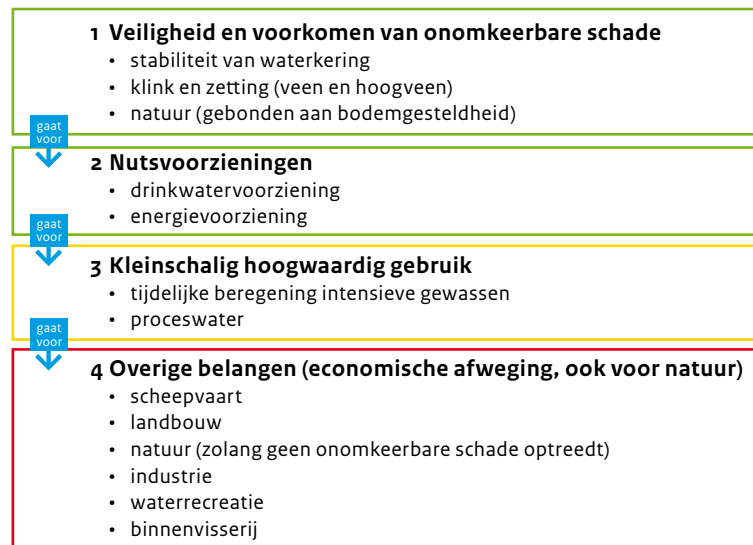 1 Veiligheid en voorkomen van onomkeerbare schade
• stabiliteit van waterkering
• klink en zetting (veen en hoogveen)
• natuur (gebonden aan bodemgesteldheid)
gaat
voor
2 Nutsvoorzieningen
• drinkwatervoorziening
• energievoorziening
gaat
voor
3 Kleinschalig hoogwaardig gebruik
• tijdelijke beregening intensieve gewassen
• proceswater
gaat
voor
4 Overige belangen (economische afweging, ook voor natuur)
• scheepvaart
• landbouw
• natuur (zolang geen onomkeerbare schade optreedt)
• industrie
• waterrecreatie
• binnenvisserij